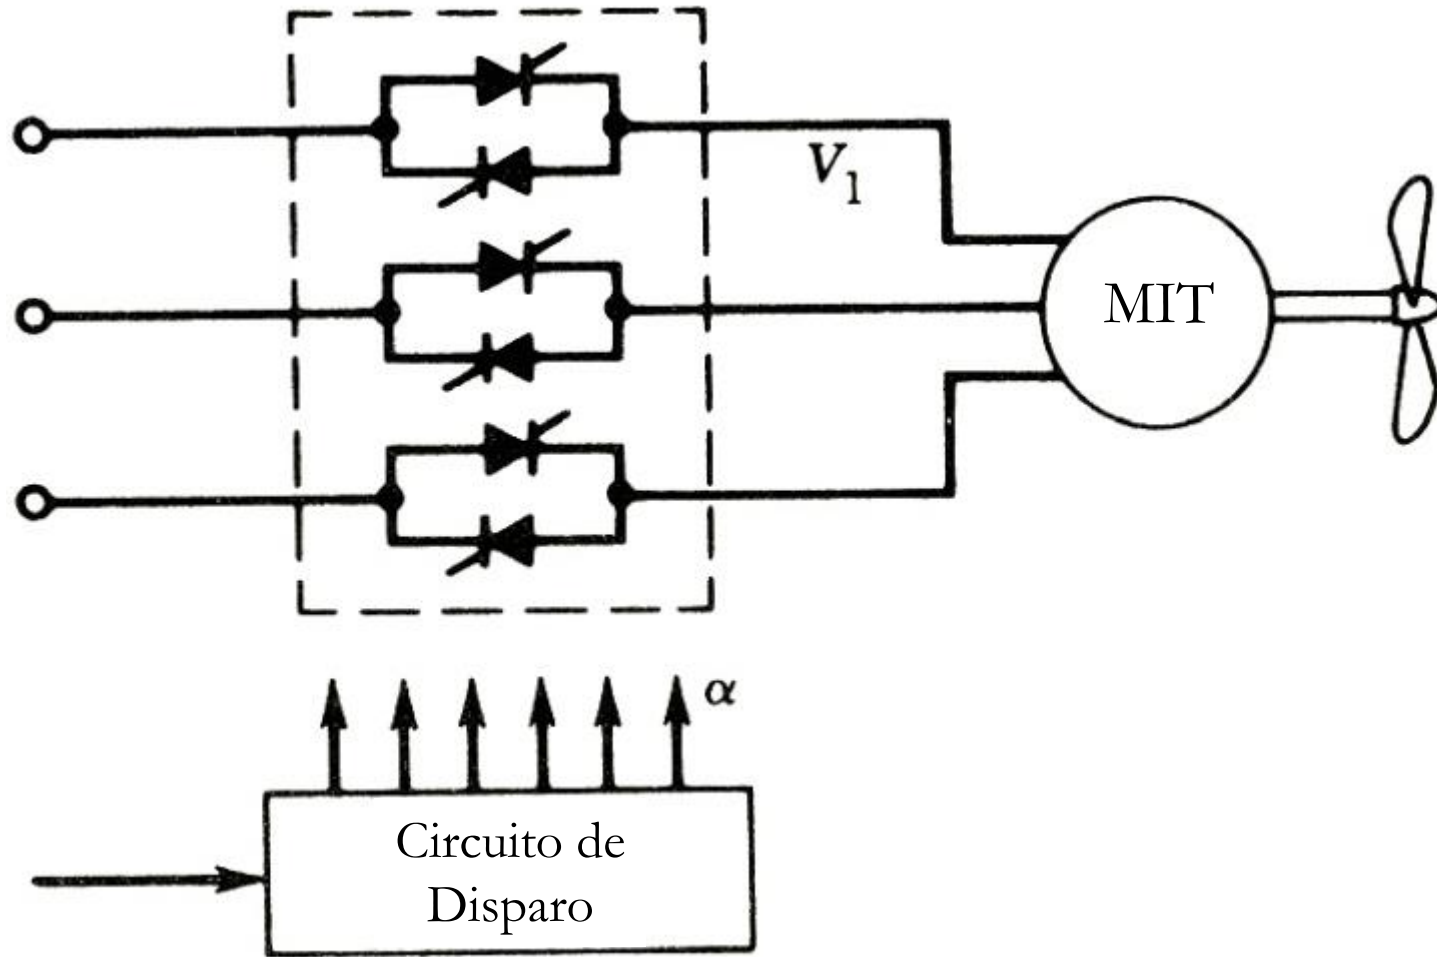 V1
MIT
α
Circuito de
Disparo